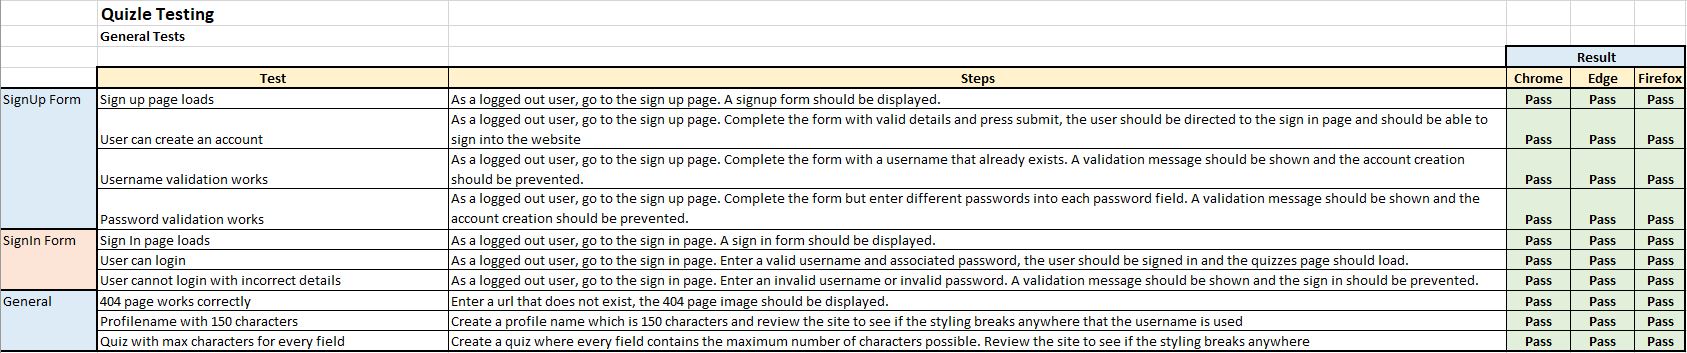 Quizle Testing
General Tests
Result
Test Steps Chrome Edge Firefox
SignUp Form Sign up page loads As a logged out user, go to the sign up page. A signup form should be displayed. Pass Pass Pass
As a logged out user, go to the sign up page. Complete the form with valid details and press submit, the user should be directed to the sign in page and should be able to
User can create an account sign into the website Pass Pass Pass
As a logged out user, go to the sign up page. Complete the form with a username that already exists. A validation message should be shown and the account creation
Username validation works should be prevented. Pass Pass Pass
As a logged out user, go to the sign up page. Complete the form but enter different passwords into each password field. A validation message should be shown and the
Password validation works account creation should be prevented. Pass Pass Pass
SignIn Form Sign In page loads As a logged out user, go to the sign in page. A sign in form should be displayed. Pass Pass Pass
User can login As a logged out user, go to the sign in page. Enter a valid username and associated password, the user should be signed in and the quizzes page should load. Pass Pass Pass
User cannot login with incorrect details As a logged out user, go to the sign in page. Enter an invalid username or invalid password. A validation message should be shown and the sign in should be prevented. Pass Pass Pass
General 404 page works correctly Enter a url that does not exist, the 404 page image should be displayed. Pass Pass Pass
Profilename with 150 characters Create a profile name which is 150 characters and review the site to see if the styling breaks anywhere that the username is used Pass Pass Pass
Quiz with max characters for every field Create a quiz where every field contains the maximum number of characters possible. Review the site to see if the styling breaks anywhere Pass Pass Pass